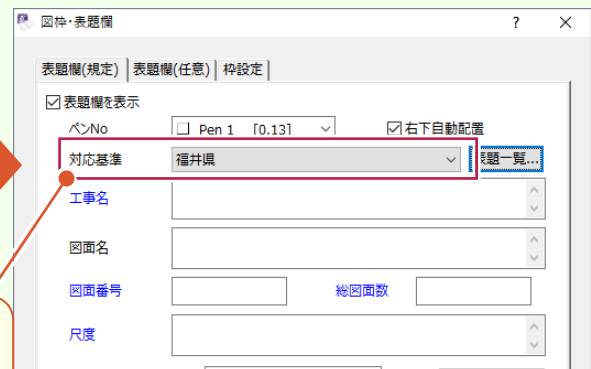 図枠・表題欄 ? ×
表題欄(規定) 表題欄(任意) 枠設定
表題欄を表示
ペンNo Pen 1 [0.13] 右下自動配置
対応基準 福井県 表題一覧...
工事名
図面名
図面番号 総図面数
尺度